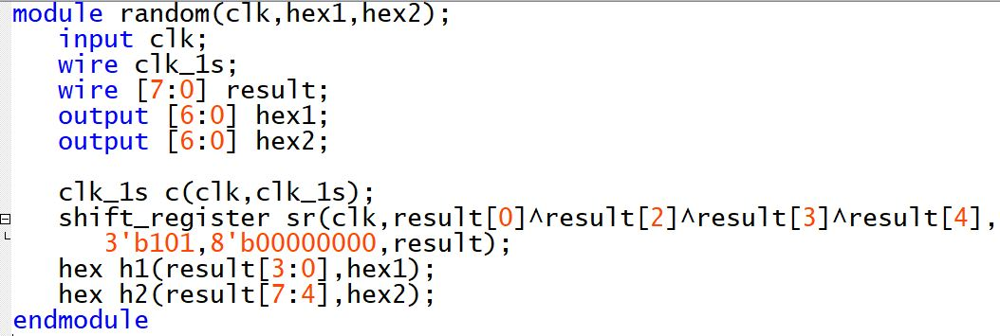 module random(clk,hex1,hex2);
   input clk;
   wire clk_1s;
   wire [7:0] result;
   output [6:0] hex1;
   output [6:0] hex2;

   clk_1s c(clk,clk_1s);
   shift_register sr(clk,result[0]^result[2]^result[3]^result[4],
      3'b101,8'b00000000,result);
   hex h1(result[3:0],hex1);
   hex h2(result[7:4],hex2);
endmodule